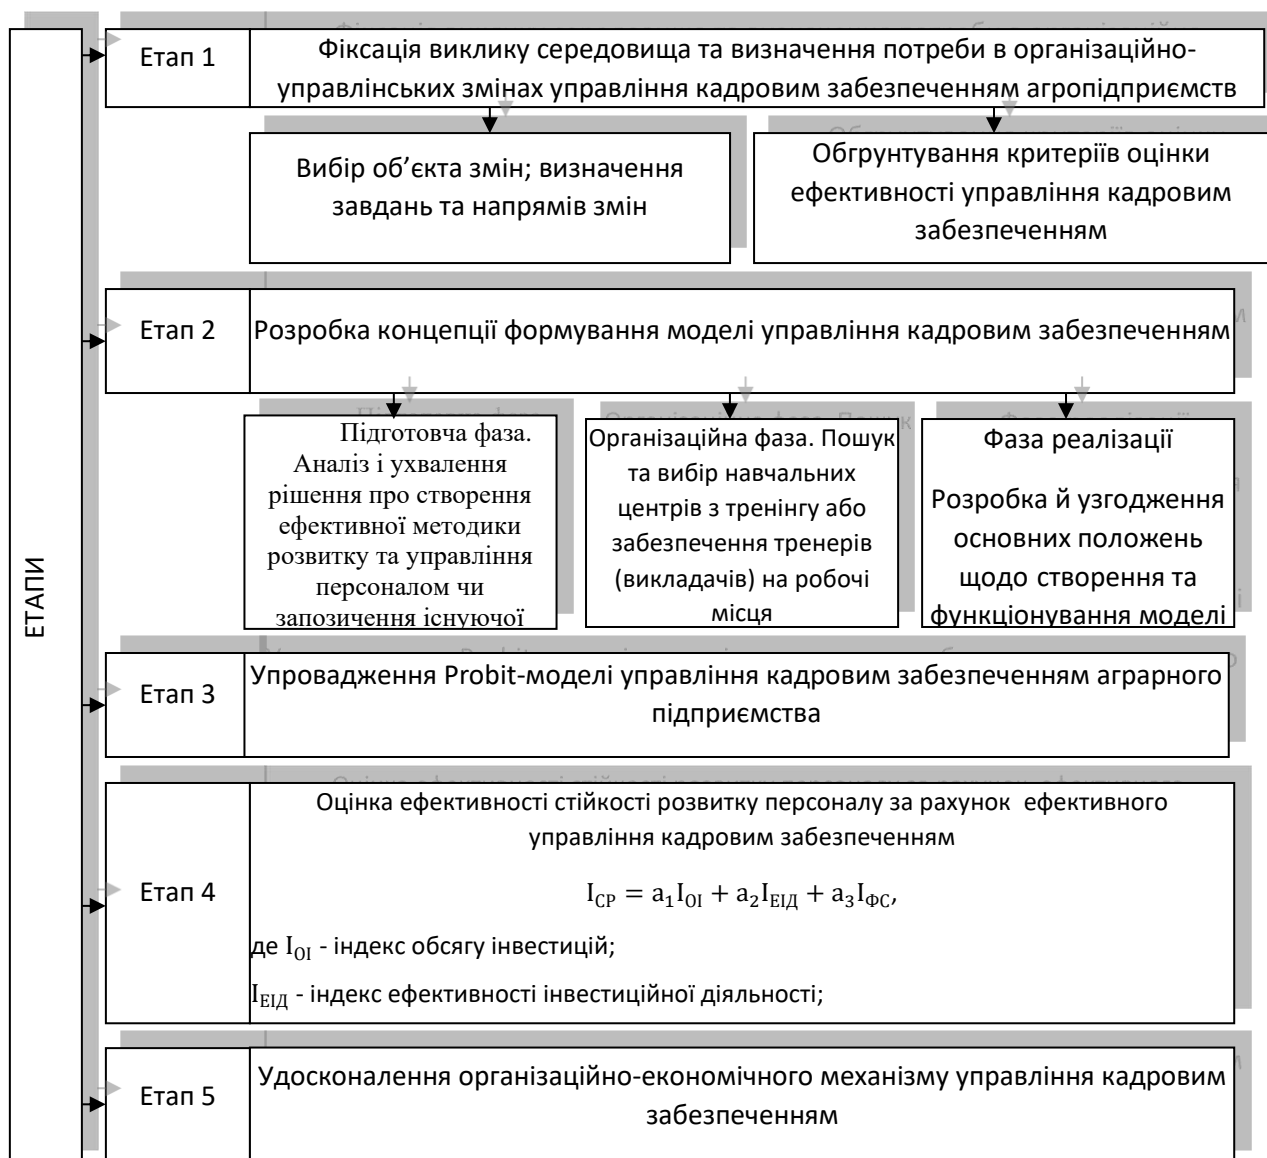 ЕТАПИ
Етап 1
Фіксація виклику середовища та визначення потреби в організаційно-
управлінських змінах управління кадровим забезпеченням агропідприємств
Вибір об’єкта змін; визначення
завдань та напрямів змін
Обгрунтування критеріїв оцінки
ефективності управління кадровим
забезпеченням
Етап 2
Розробка концепції формування моделі управління кадровим забезпеченням
Підготовча фаза.
Аналіз і ухвалення
рішення про створення
ефективної методики
розвитку та управління
персоналом чи
запозичення існуючої
Організаційна фаза. Пошук
та вибір навчальних
центрів з тренінгу або
забезпечення тренерів
(викладачів) на робочі
місця
Фаза реалізації
Розробка й узгодження
основних положень
щодо створення та
функціонування моделі
Етап 3
Упровадження Probit-моделі управління кадровим забезпеченням аграрного
підприємства
Етап 4
Оцінка ефективності стійкості розвитку персоналу за рахунок ефективного
управління кадровим забезпеченням
I_СР = a₁I_ОІ + a₂I_ЕІД + a₃I_ФС,
де I_ОІ - індекс обсягу інвестицій;
I_ЕІД - індекс ефективності інвестиційної діяльності;
Етап 5
Удосконалення організаційно-економічного механізму управління кадровим
забезпеченням